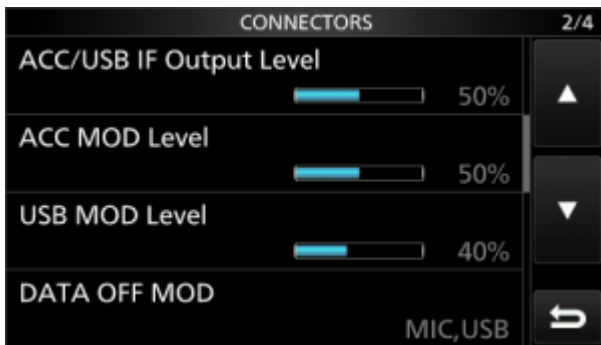 CONNECTORS 2/4
ACC/USB IF Output Level
50%
ACC MOD Level
50%
USB MOD Level
40%
DATA OFF MOD
MIC,USB